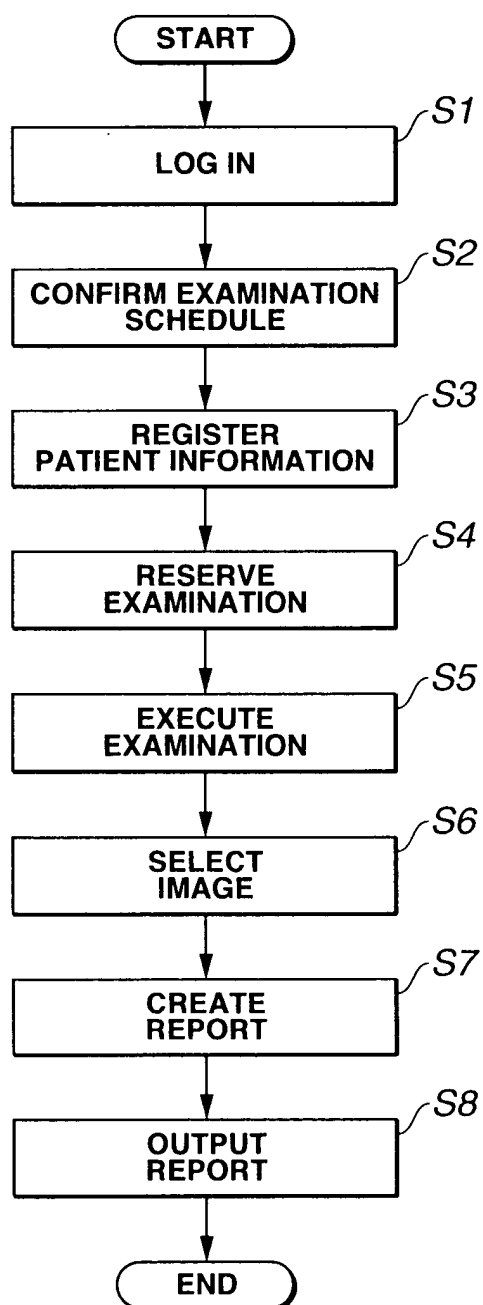 START
S1
LOG IN
S2
CONFIRM EXAMINATION
SCHEDULE
S3
REGISTER
PATIENT INFORMATION
S4
RESERVE
EXAMINATION
S5
EXECUTE
EXAMINATION
S6
SELECT
IMAGE
S7
CREATE
REPORT
S8
OUTPUT
REPORT
END